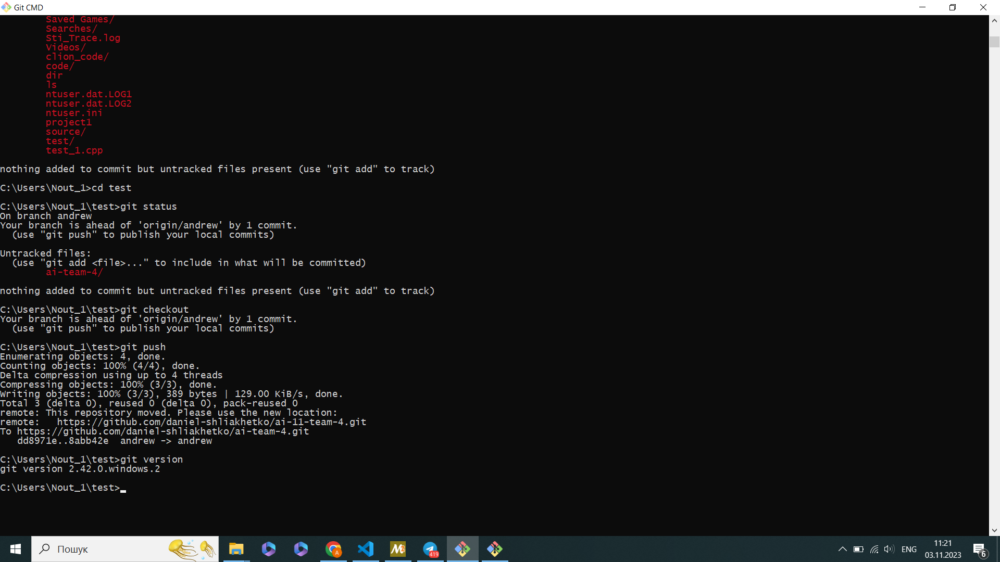 Git CMD
Saved Games/
Searches/
Sti_Trace.log
Videos/
clion_code/
code/
dir
ls
ntuser.dat.LOG1
ntuser.dat.LOG2
ntuser.ini
project1
source/
test/
test_1.cpp
nothing added to commit but untracked files present (use "git add" to track)
C:\Users\Nout_1>cd test
C:\Users\Nout_1\test>git status
On branch andrew
Your branch is ahead of 'origin/andrew' by 1 commit.
(use "git push" to publish your local commits)
Untracked files:
(use "git add <file>..." to include in what will be committed)
ai-team-4/
nothing added to commit but untracked files present (use "git add" to track)
C:\Users\Nout_1\test>git checkout
Your branch is ahead of 'origin/andrew' by 1 commit.
(use "git push" to publish your local commits)
C:\Users\Nout_1\test>git push
Enumerating objects: 4, done.
Counting objects: 100% (4/4), done.
Delta compression using up to 4 threads
Compressing objects: 100% (3/3), done.
Writing objects: 100% (3/3), 389 bytes | 129.00 KiB/s, done.
Total 3 (delta 0), reused 0 (delta 0), pack-reused 0
remote: This repository moved. Please use the new location:
remote:   https://github.com/daniel-shliakhetko/ai-11-team-4.git
To https://github.com/daniel-shliakhetko/ai-team-4.git
dd8971e..8abb42e  andrew -> andrew
C:\Users\Nout_1\test>git version
git version 2.42.0.windows.2
C:\Users\Nout_1\test>
Пошук
A
M2
419
ENG
11:21
03.11.2023
6